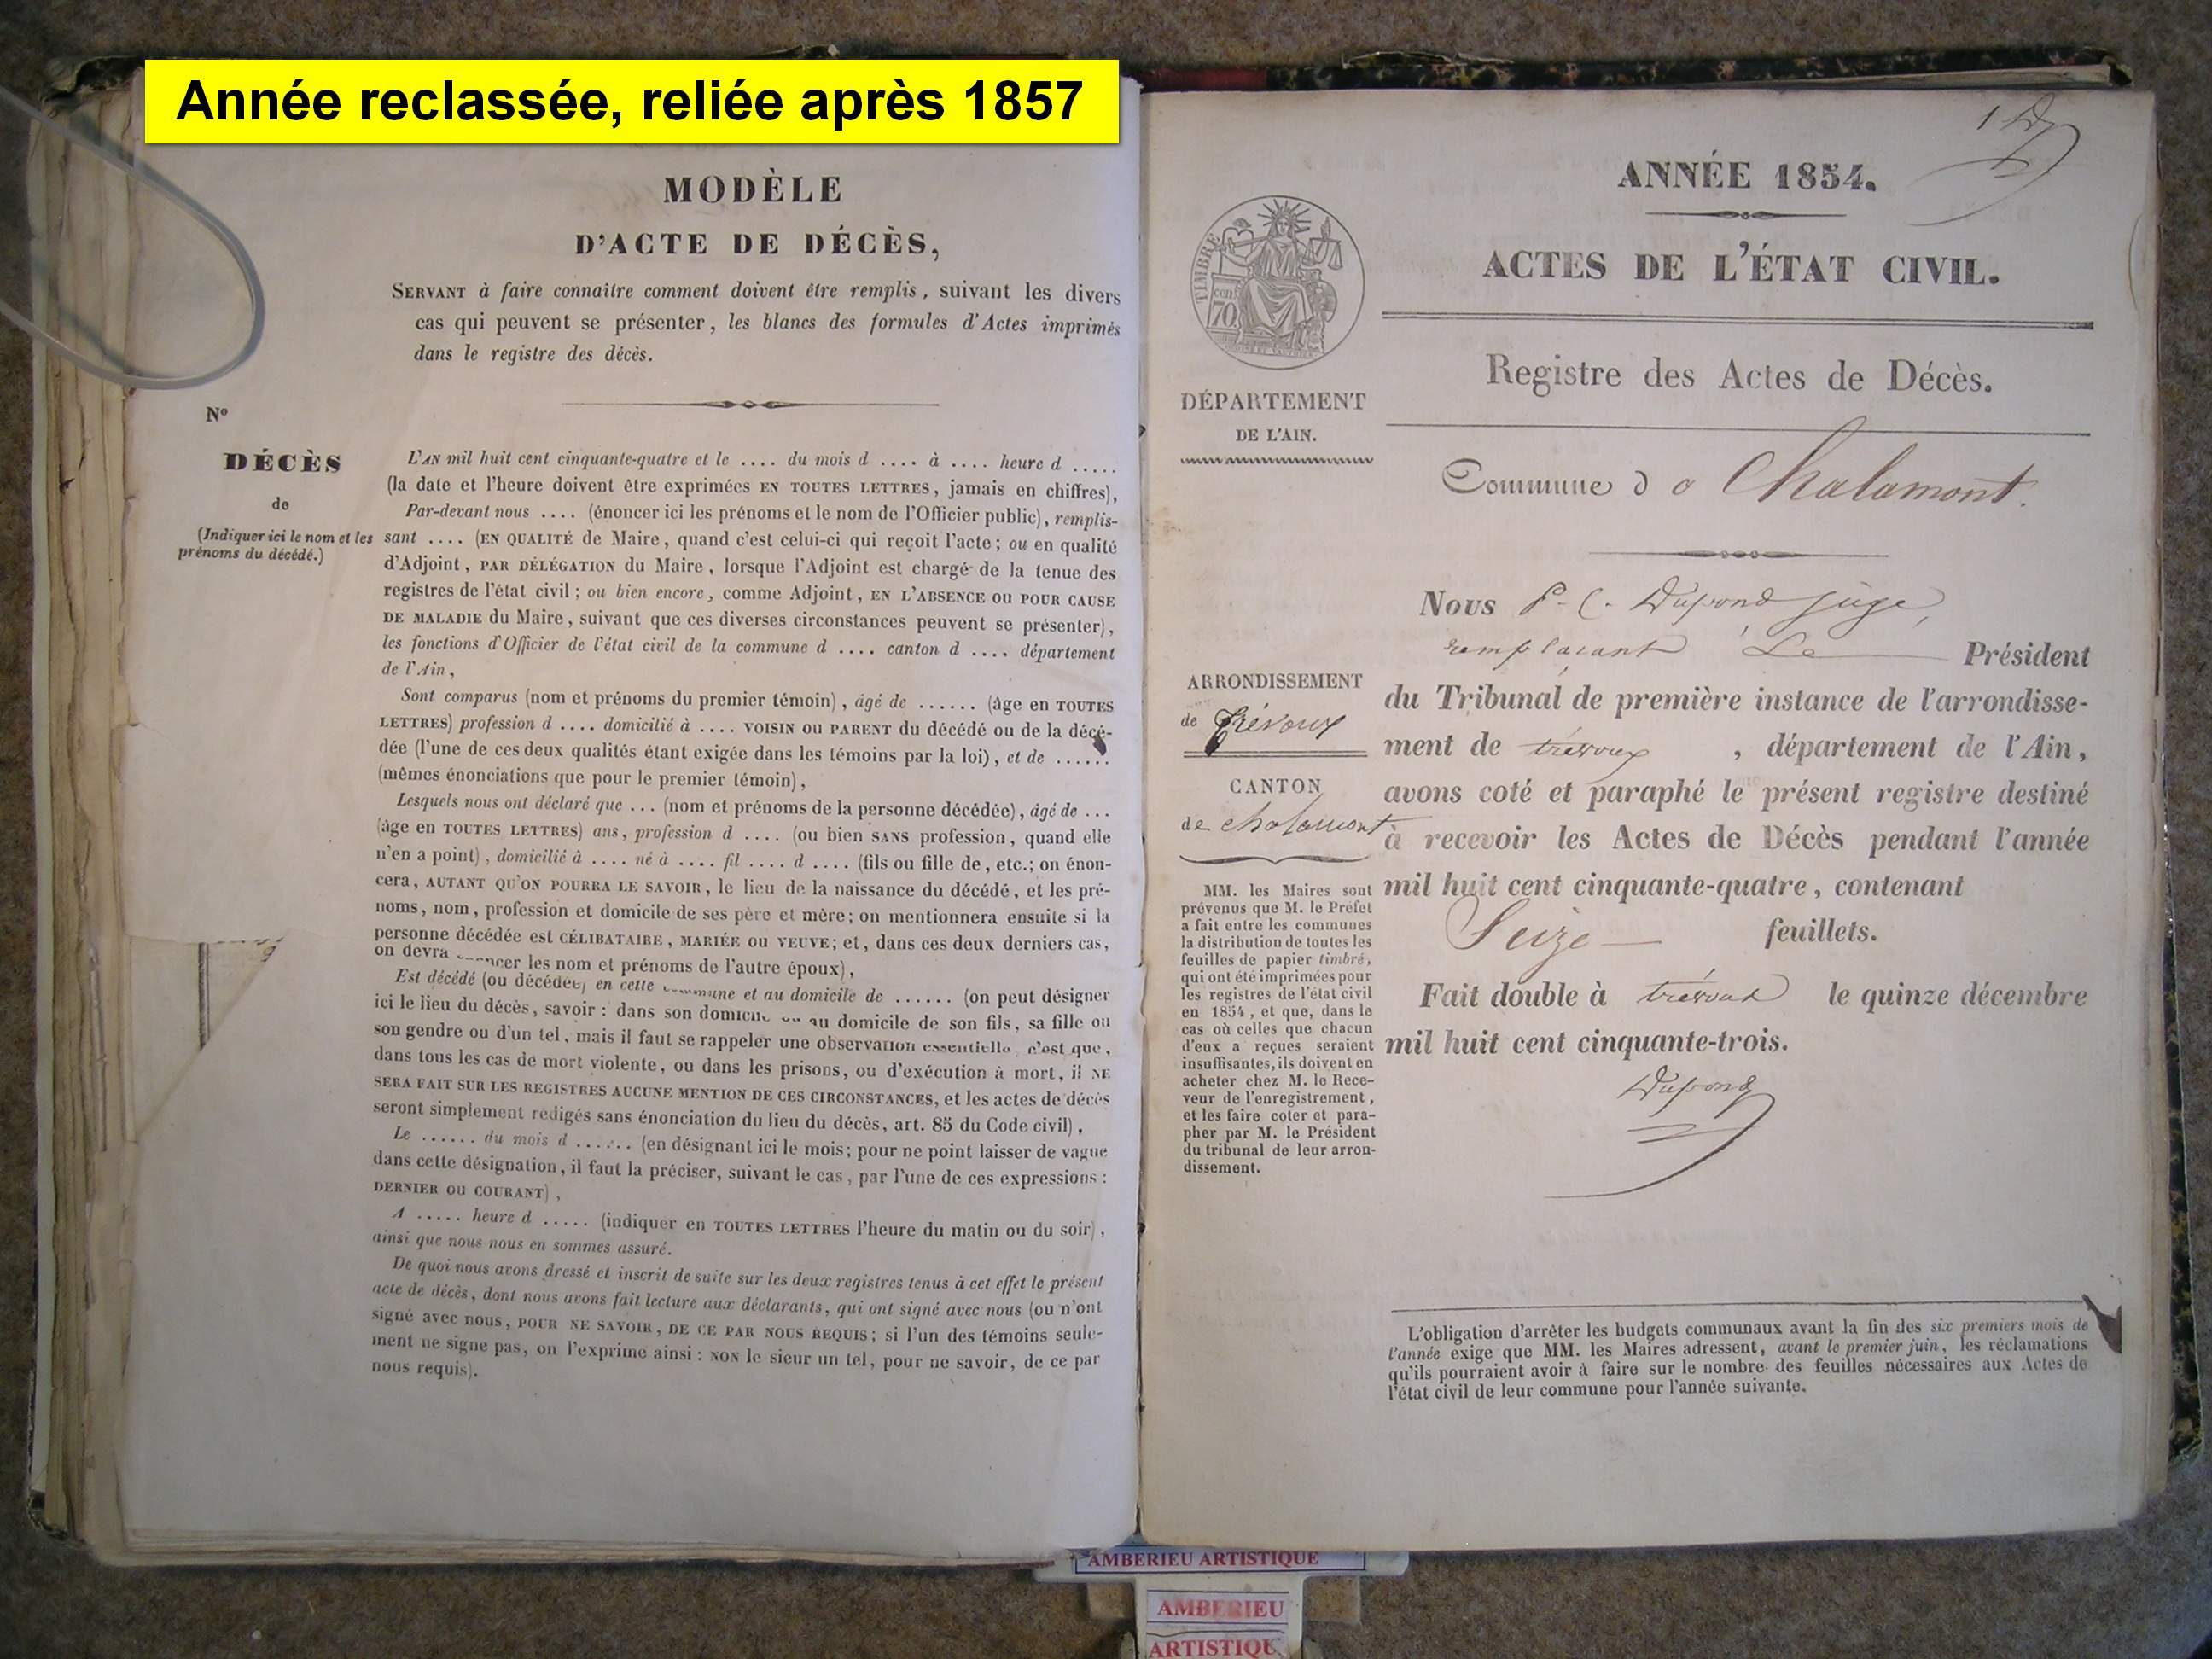 Année reclassée, reliée après 1857
MODÈLE
D'ACTE DE DÉCÈS,
SERVANT à faire connaître comment doivent être remplis, suivant les divers
cas qui peuvent se présenter, les blancs des formules d'Actes imprimés
dans le registre des décès.
N°
DÉCÈS
de
(Indiquer ici le nom et les
prénoms du décédé.)
L'AN mil huit cent cinquante-quatre et le .... du mois d .... à .... heure d .....
(la date et l'heure doivent être exprimées EN TOUTES LETTRES, jamais en chiffres),
Par-devant nous .... (énoncer ici les prénoms et le nom de l'Officier public), remplis-
sant .... (EN QUALITÉ de Maire, quand c'est celui-ci qui reçoit l'acte; ou en qualité
d'Adjoint, PAR DÉLÉGATION du Maire, lorsque l'Adjoint est chargé de la tenue des
registres de l'état civil; ou bien encore, comme Adjoint, EN L'ABSENCE OU POUR CAUSE
DE MALADIE du Maire, suivant que ces diverses circonstances peuvent se présenter),
les fonctions d'Officier de l'état civil de la commune d .... canton d .... département
de l'Ain,
Sont comparus (nom et prénoms du premier témoin), âgé de ...... (âge en TOUTES
LETTRES) profession d .... domicilié à .... VOISIN OU PARENT du décédé ou de la décé-
dée (l'une de ces deux qualités étant exigée dans les témoins par la loi), et de ......
(mêmes énonciations que pour le premier témoin),
Lesquels nous ont déclaré que ... (nom et prénoms de la personne décédée), âgé de ...
(âge en TOUTES LETTRES) ans, profession d .... (ou bien SANS profession, quand elle
n'en a point), domicilié à .... né à .... fil .... d .... (fils ou fille de, etc.; on énon-
cera, AUTANT QU'ON POURRA LE SAVOIR, le lieu de la naissance du décédé, et les pré-
noms, nom, profession et domicile de ses père et mère; on mentionnera ensuite si la
personne décédée est CÉLIBATAIRE, MARIÉE OU VEUVE; et, dans ces deux derniers cas,
on devra les nom et prénoms de l'autre époux),
Est décédé (ou décédée) en cette commune et au domicile de ...... (on peut désigner
ici le lieu du décès, savoir: dans son domicile ou au domicile de son fils, sa fille ou
son gendre ou d'un tel, mais il faut se rappeler une observation essentielle, c'est que,
dans tous les cas de mort violente, ou dans les prisons, ou d'exécution à mort, il NE
SERA FAIT SUR LES REGISTRES AUCUNE MENTION DE CES CIRCONSTANCES, et les actes de décès
seront simplement rédigés sans énonciation du lieu du décès, art. 85 du Code civil),
Le ...... du mois d ...... (en désignant ici le mois; pour ne point laisser de vague
dans cette désignation, il faut la préciser, suivant le cas, par l'une de ces expressions:
DERNIER OU COURANT),
A ..... heure d ..... (indiquer en TOUTES LETTRES l'heure du matin ou du soir),
ainsi que nous nous en sommes assuré.
De quoi nous avons dressé et inscrit de suite sur les deux registres tenus à cet effet le présent
acte de décès, dont nous avons fait lecture aux déclarants, qui ont signé avec nous (ou n'ont
signé avec nous, POUR NE SAVOIR, DE CE PAR NOUS REQUIS; si l'un des témoins seule-
ment ne signe pas, on l'exprime ainsi: NON le sieur un tel, pour ne savoir, de ce par
nous requis).
1
ANNÉE 1854.
ACTES DE L'ÉTAT CIVIL.
TIMBRE
cent
70
Registre des Actes de Décès.
DÉPARTEMENT
DE L'AIN.
Commune d e Chalamont.
Nous P. C. Dupond juge,
remplaçant Le Président
du Tribunal de première instance de l'arrondisse-
ment de trévoux, département de l'Ain,
avons coté et paraphé le présent registre destiné
à recevoir les Actes de Décès pendant l'année
mil huit cent cinquante-quatre, contenant
Seize feuillets.
Fait double à trévoux le quinze décembre
mil huit cent cinquante-trois.
Dupond
ARRONDISSEMENT
de Trévoux
CANTON
de chalamont
MM. les Maires sont
prévenus que M. le Préfet
a fait entre les communes
la distribution de toutes les
feuilles de papier timbré,
qui ont été imprimées pour
les registres de l'état civil
en 1854, et que, dans le
cas où celles que chacun
d'eux a reçues seraient
insuffisantes, ils doivent en
acheter chez M. le Rece-
veur de l'enregistrement,
et les faire coter et para-
pher par M. le Président
du tribunal de leur arron-
dissement.
L'obligation d'arrêter les budgets communaux avant la fin des six premiers mois de
l'année exige que MM. les Maires adressent, avant le premier juin, les réclamations
qu'ils pourraient avoir à faire sur le nombre des feuilles nécessaires aux Actes de
l'état civil de leur commune pour l'année suivante.
AMBERIEU ARTISTIQUE
AMBERIEU
ARTISTIQUE